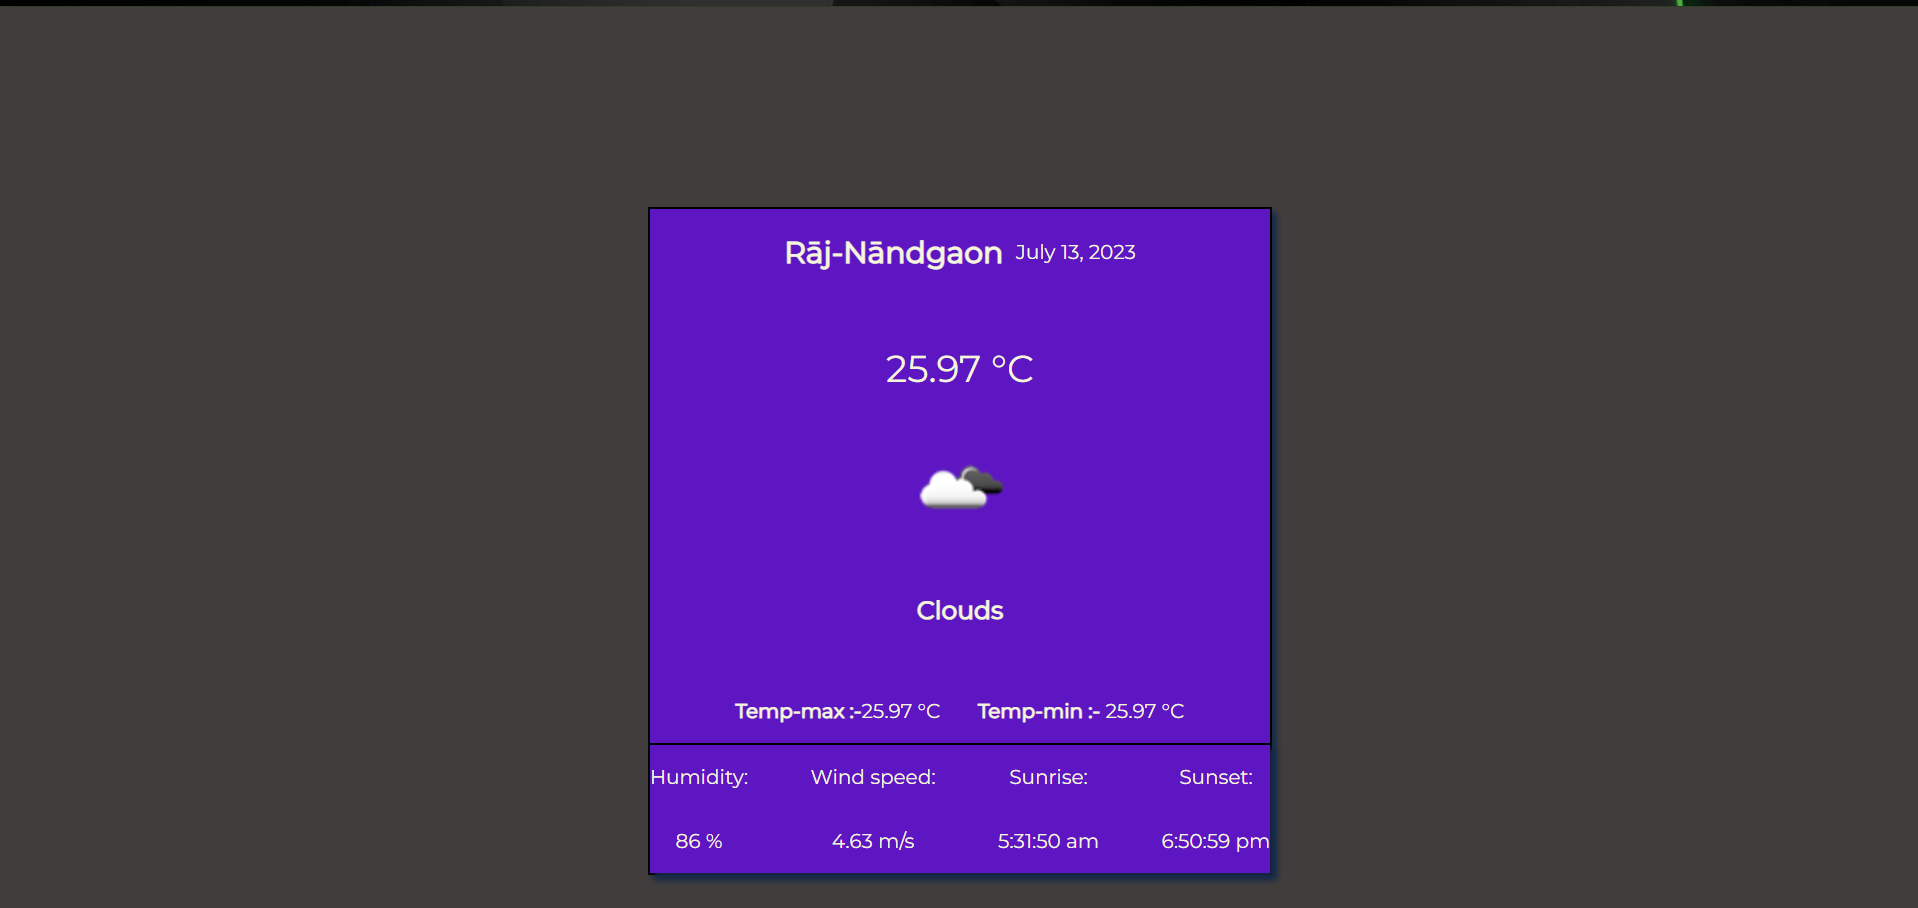 Rāj-Nāndgaon July 13, 2023
25.97 °C
Clouds
Temp-max :-25.97 °C Temp-min :- 25.97 °C
Humidity: Wind speed: Sunrise: Sunset:
86 % 4.63 m/s 5:31:50 am 6:50:59 pm